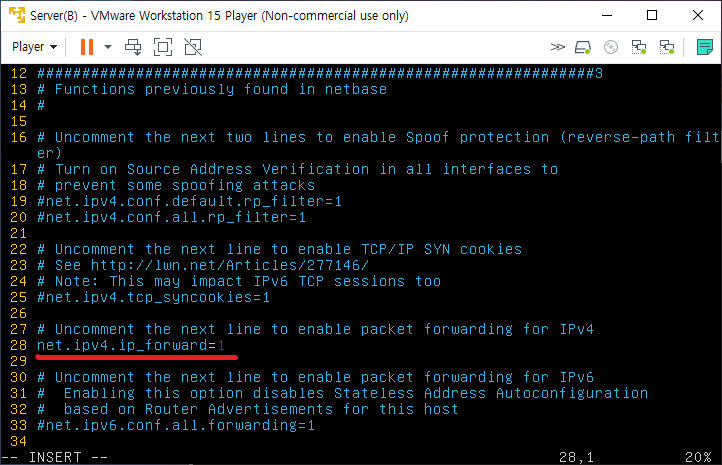 Server(B) - VMware Workstation 15 Player (Non-commercial use only)
Player
12 #############################################################3
13 # Functions previously found in netbase
14 #
15
16 # Uncomment the next two lines to enable Spoof protection (reverse-path filt
er)
17 # Turn on Source Address Verification in all interfaces to
18 # prevent some spoofing attacks
19 #net.ipv4.conf.default.rp_filter=1
20 #net.ipv4.conf.all.rp_filter=1
21
22 # Uncomment the next line to enable TCP/IP SYN cookies
23 # See http://lwn.net/Articles/277146/
24 # Note: This may impact IPv6 TCP sessions too
25 #net.ipv4.tcp_syncookies=1
26
27 # Uncomment the next line to enable packet forwarding for IPv4
28 net.ipv4.ip_forward=1
29
30 # Uncomment the next line to enable packet forwarding for IPv6
31 #  Enabling this option disables Stateless Address Autoconfiguration
32 #  based on Router Advertisements for this host
33 #net.ipv6.conf.all.forwarding=1
34
-- INSERT -- 28,1 20%